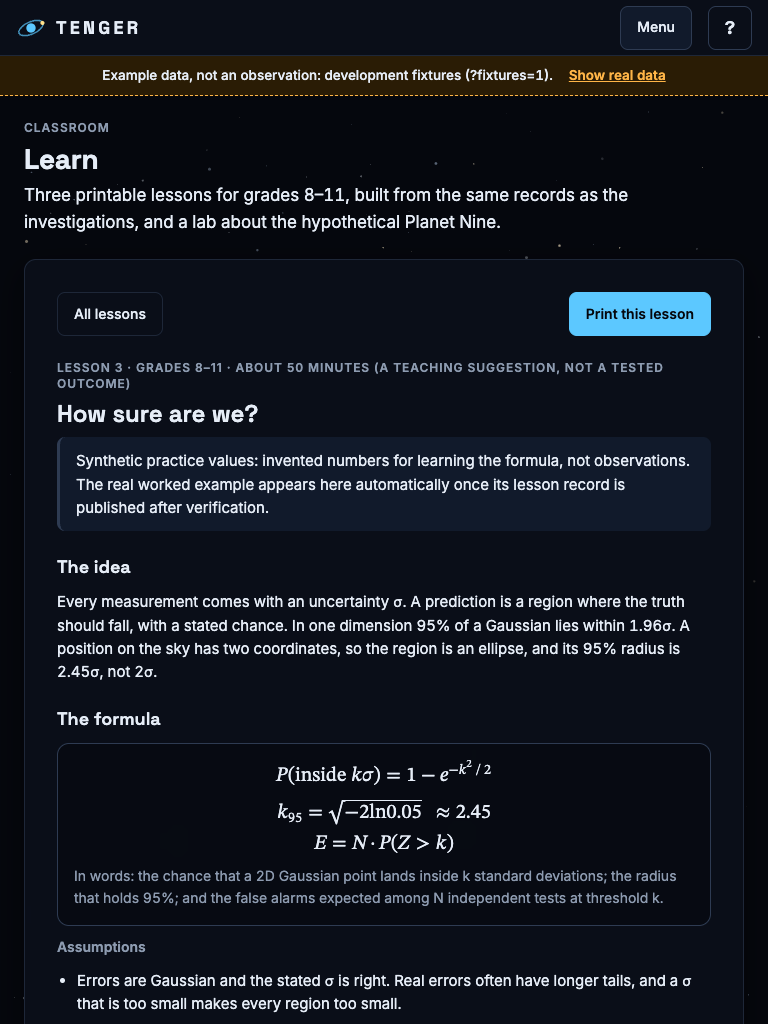 TENGER
Menu
?
Example data, not an observation: development fixtures (?fixtures=1). Show real data
CLASSROOM
Learn
Three printable lessons for grades 8–11, built from the same records as the
investigations, and a lab about the hypothetical Planet Nine.
All lessons
Print this lesson
LESSON 3 · GRADES 8–11 · ABOUT 50 MINUTES (A TEACHING SUGGESTION, NOT A TESTED
OUTCOME)
How sure are we?
Synthetic practice values: invented numbers for learning the formula, not observations.
The real worked example appears here automatically once its lesson record is
published after verification.
The idea
Every measurement comes with an uncertainty σ. A prediction is a region where the truth
should fall, with a stated chance. In one dimension 95% of a Gaussian lies within 1.96σ. A
position on the sky has two coordinates, so the region is an ellipse, and its 95% radius is
2.45σ, not 2σ.
The formula
P(inside kσ) = 1 − e^{−k² / 2}
k₉₅ = √(−2ln0.05) ≈ 2.45
E = N · P(Z > k)
In words: the chance that a 2D Gaussian point lands inside k standard deviations; the radius
that holds 95%; and the false alarms expected among N independent tests at threshold k.
Assumptions
• Errors are Gaussian and the stated σ is right. Real errors often have longer tails, and a σ
that is too small makes every region too small.